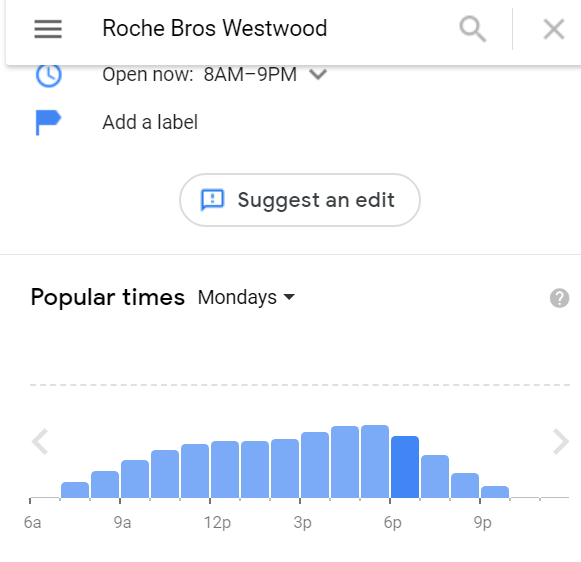 Roche Bros Westwood
Open now: 8AM–9PM
Add a label
Suggest an edit
Popular times Mondays
6a 9a 12p 3p 6p 9p